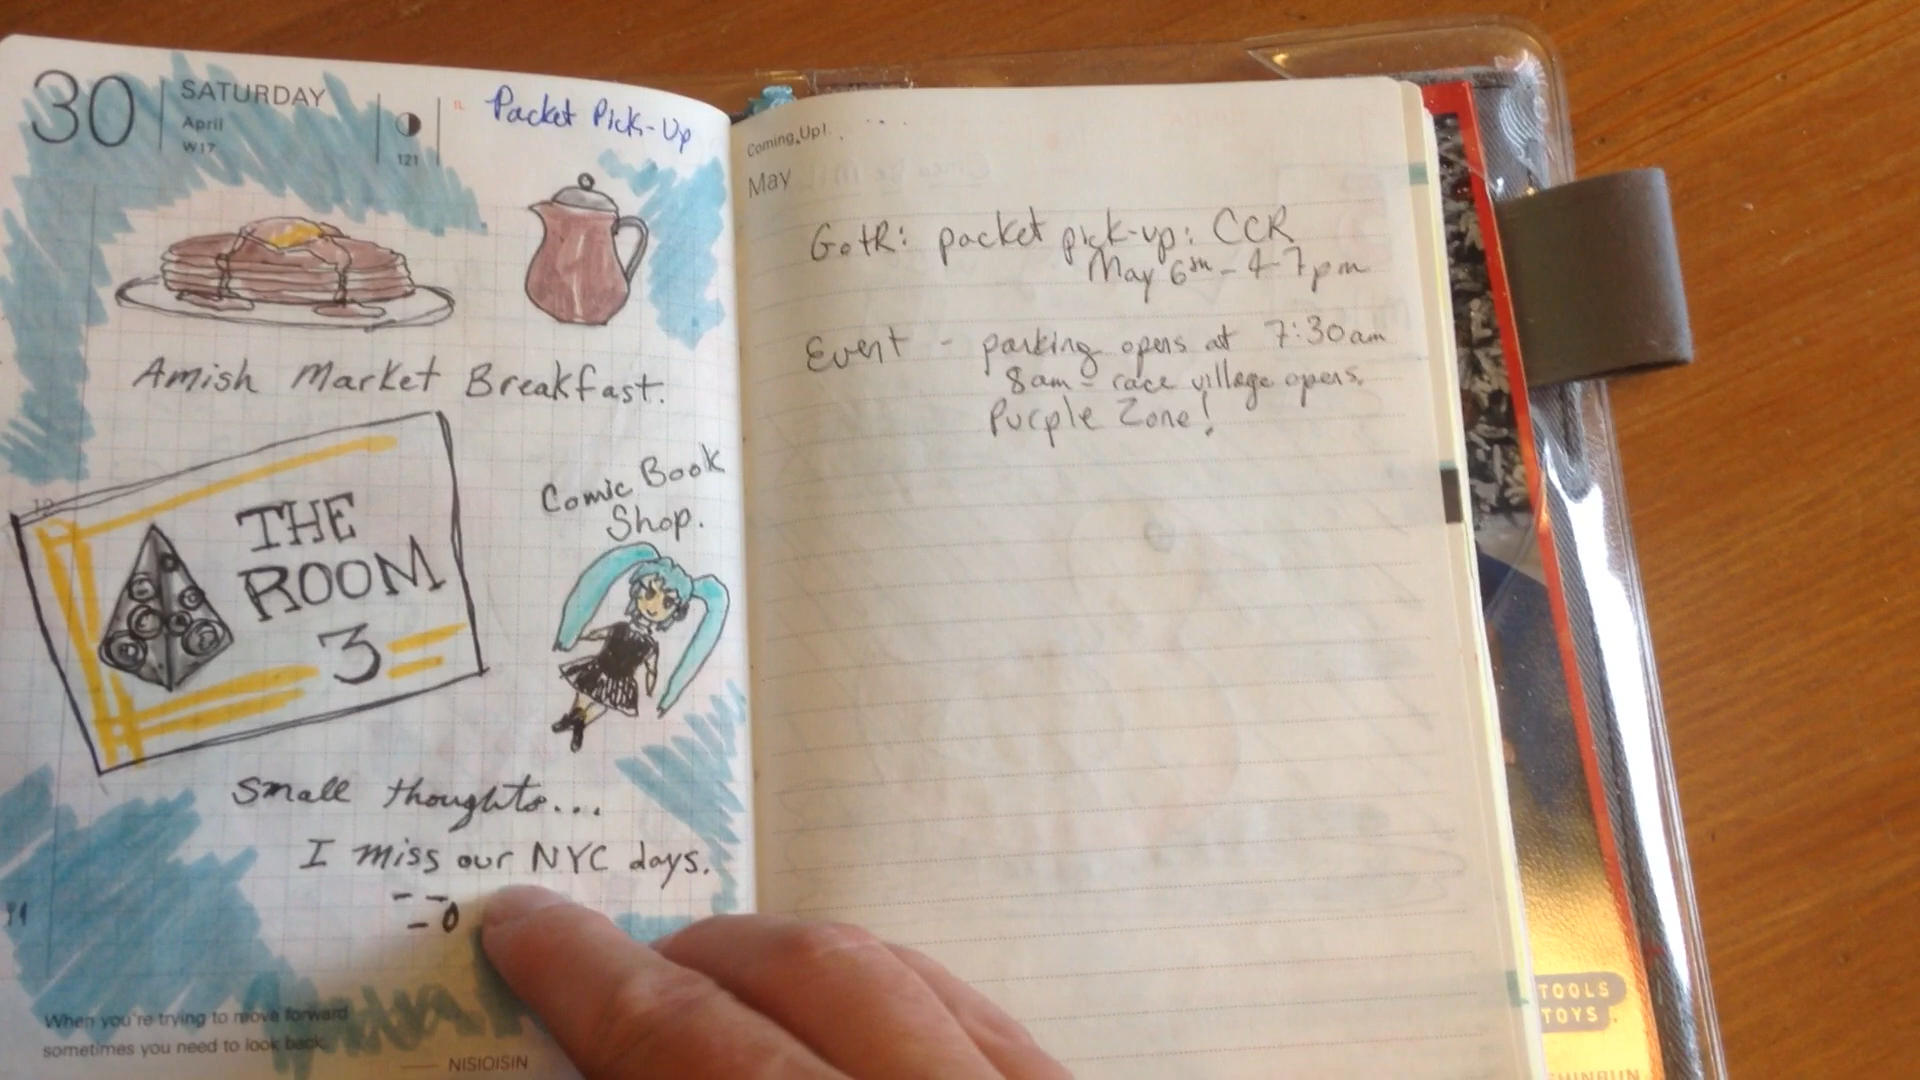 30
SATURDAY
April
W17
121
Packet Pick-Up
Amish Market Breakfast.
THE
ROOM
3
Comic Book
Shop.
Small thoughts...
I miss our NYC days.
When you're trying to move forward
sometimes you need to look back.
NISIOISIN
Coming Up!
May
GotR: packet pick-up: CCR
May 6th - 4-7pm
Event - parking opens at 7:30am
8am - race village opens.
Purple Zone!
TOOLS
TOYS